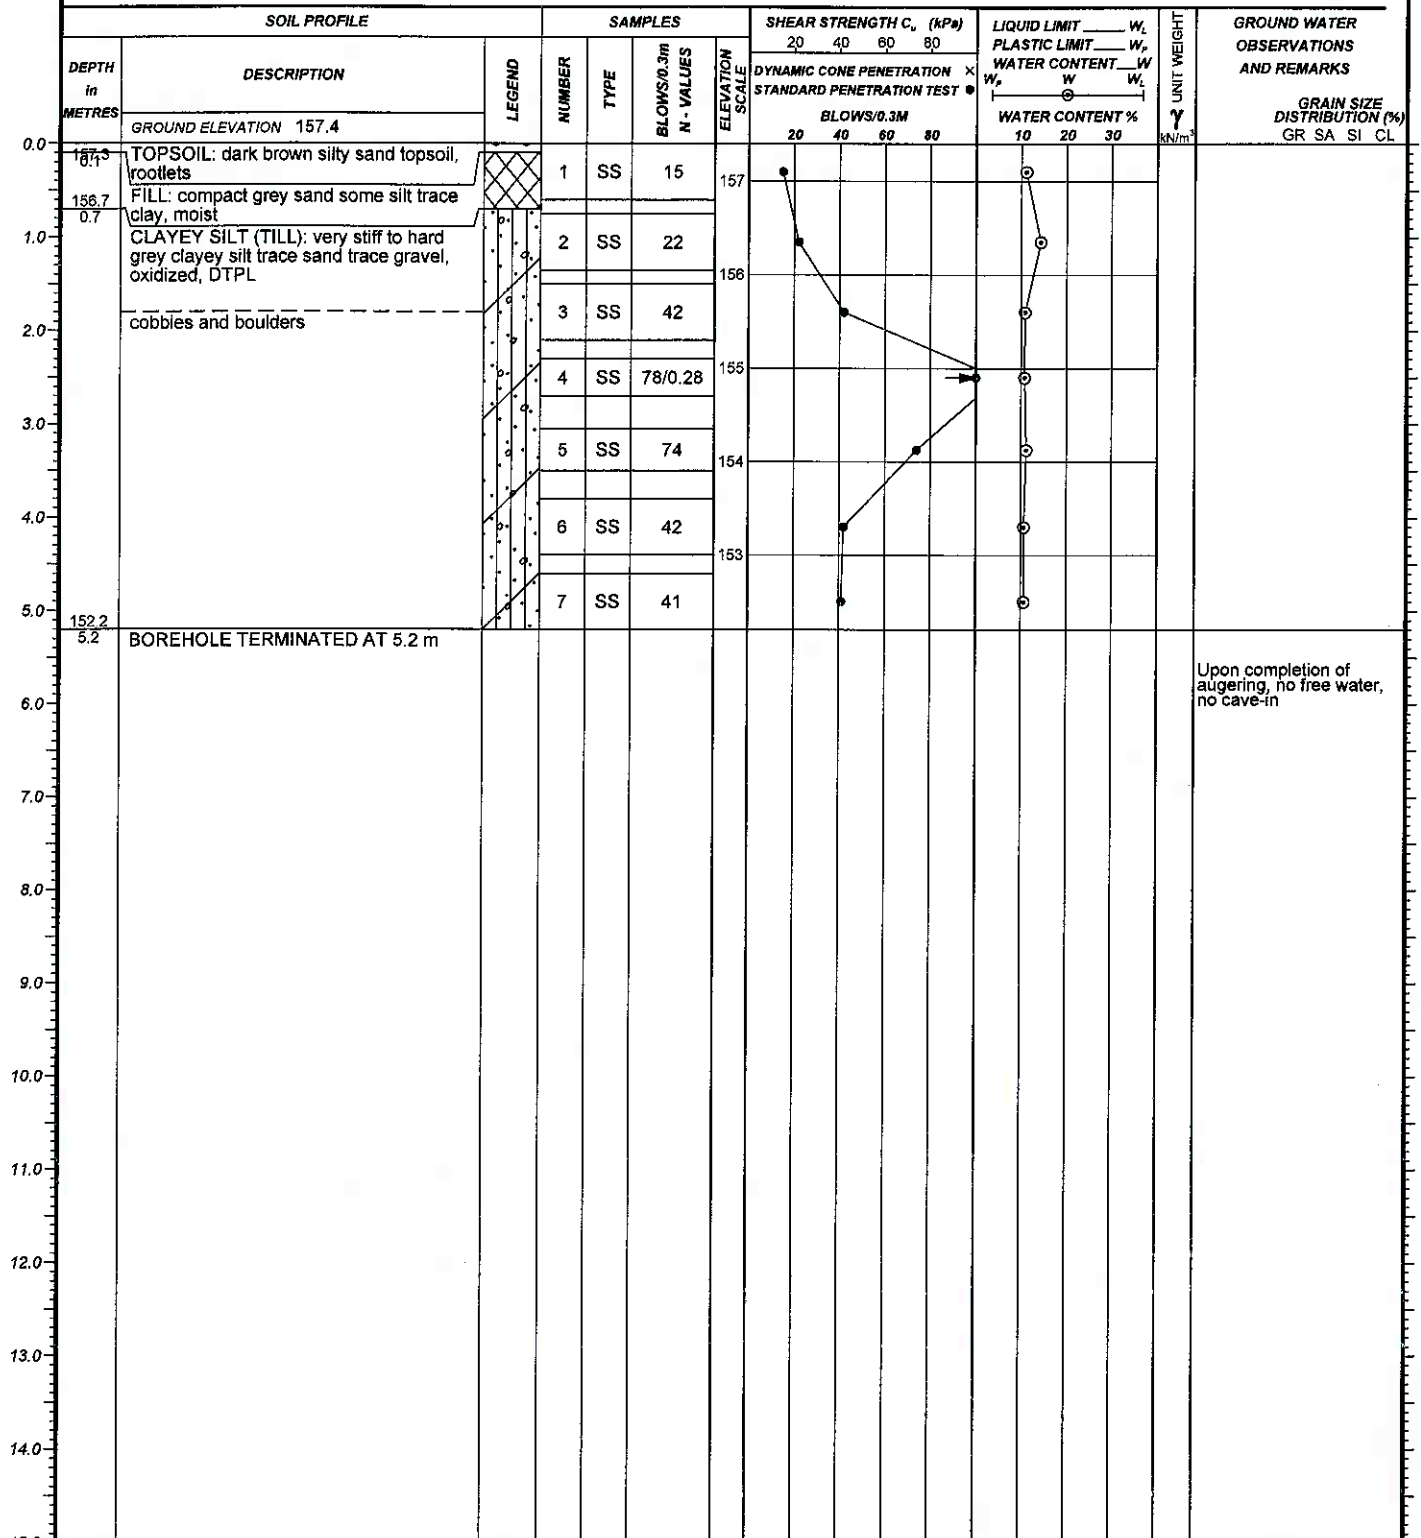 SOIL PROFILE
SAMPLES
DEPTH
in
METRES
DESCRIPTION
LEGEND
NUMBER
TYPE
BLOWS/0.3m
N - VALUES
ELEVATION
SCALE
SHEAR STRENGTH Cu (kPa)
20 40 60 80
DYNAMIC CONE PENETRATION ×
STANDARD PENETRATION TEST ●
BLOWS/0.3M
20 40 60 80
LIQUID LIMIT ____ WL
PLASTIC LIMIT ____ WP
WATER CONTENT __ W
WP W WL
WATER CONTENT %
10 20 30
γ UNIT WEIGHT
kN/m³
GROUND WATER
OBSERVATIONS
AND REMARKS
GRAIN SIZE
DISTRIBUTION (%)
GR SA SI CL
GROUND ELEVATION 157.4
0.0
157.3
0.1
TOPSOIL: dark brown silty sand topsoil,
rootlets
1 SS 15
157
156.7
0.7
FILL: compact grey sand some silt trace
clay, moist
1.0
CLAYEY SILT (TILL): very stiff to hard
grey clayey silt trace sand trace gravel,
oxidized, DTPL
2 SS 22
156
cobbles and boulders
3 SS 42
2.0
155
4 SS 78/0.28
3.0
5 SS 74
154
4.0
6 SS 42
153
7 SS 41
5.0
152.2
5.2
BOREHOLE TERMINATED AT 5.2 m
Upon completion of
augering, no free water,
no cave-in
6.0
7.0
8.0
9.0
10.0
11.0
12.0
13.0
14.0